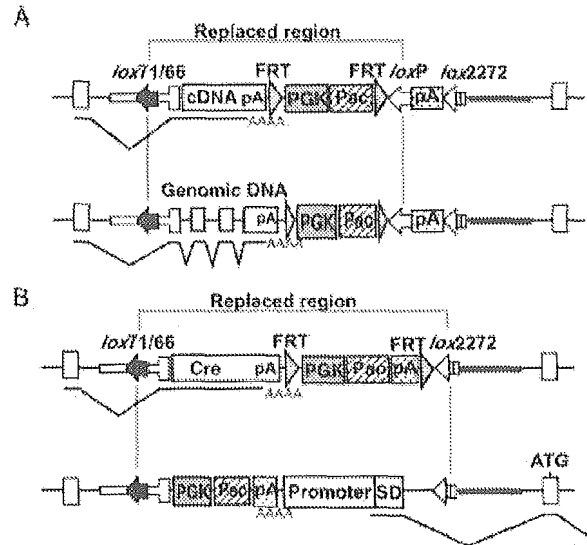 A
Replaced region
lox71/66 FRT FRT loxP lox2272
cDNA pA PGK Pac pA
AAAA
Genomic DNA
pA PGK Pac pA
AAAA
B
Replaced region
lox71/66 FRT FRT lox2272
Cre pA PGK Pac pA
AAAA
ATG
PGK Pac pA Promoter SD
AAAA